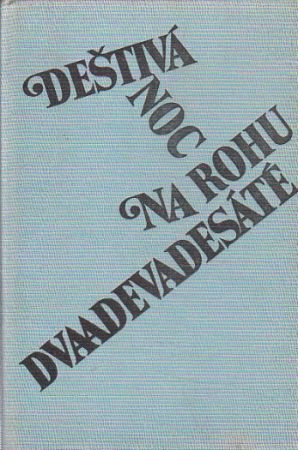 DEŠTIVÁ
NOC
NA ROHU
DVAADEVADESÁTÉ